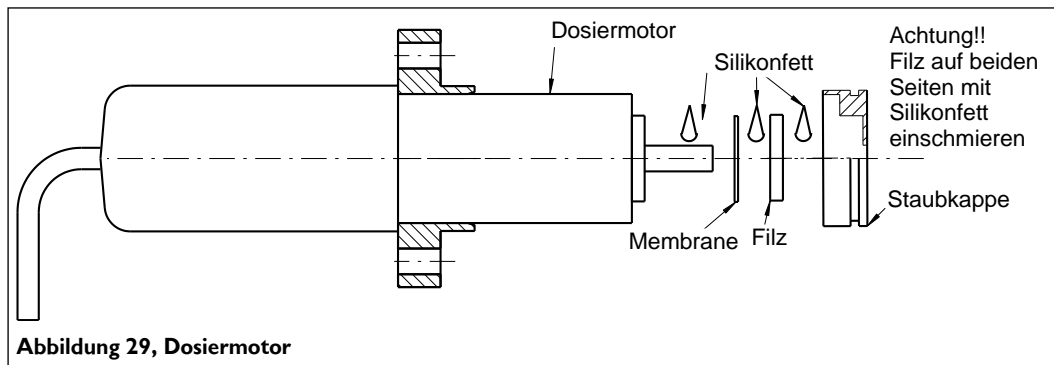 Dosiermotor
Silikonfett
Achtung!!
Filz auf beiden
Seiten mit
Silikonfett
einschmieren
Staubkappe
Membrane
Filz
Abbildung 29, Dosiermotor